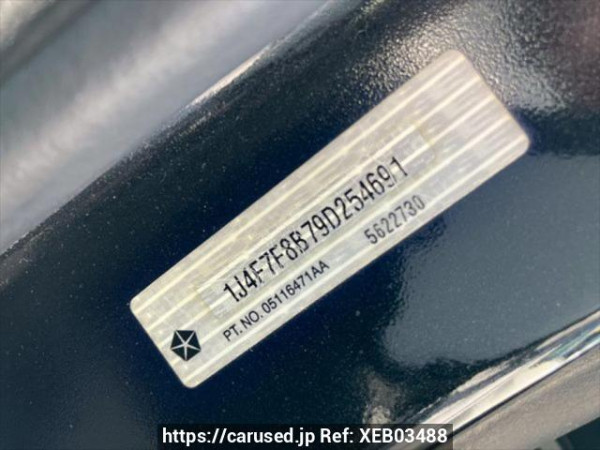 1J4F7F8B79D254691
PT. NO. 05116471AA 5622730
https://carused.jp Ref: XEB03488